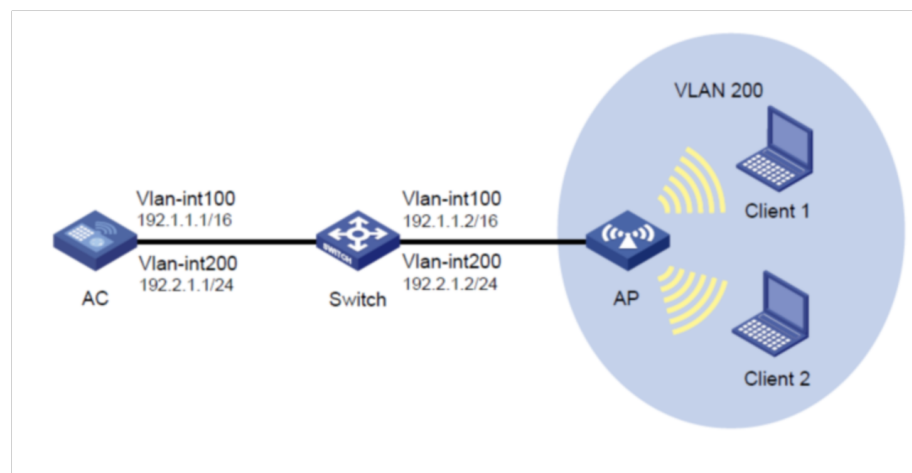 VLAN 200
Client 1
Vlan-int100
192.1.1.1/16
Vlan-int200
192.2.1.1/24
AC
SWITCH
Switch
Vlan-int100
192.1.1.2/16
Vlan-int200
192.2.1.2/24
AP
Client 2